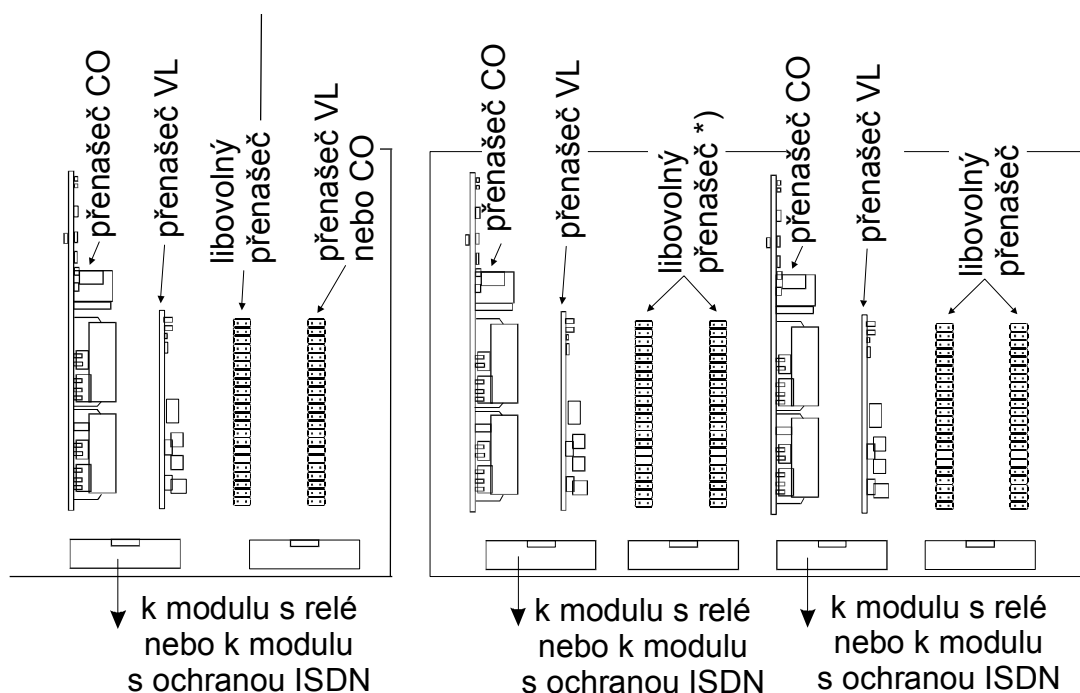 přenašeč CO
přenašeč VL
libovolný
přenašeč
přenašeč VL
nebo CO
přenašeč CO
přenašeč VL
libovolný
přenašeč *)
přenašeč CO
přenašeč VL
libovolný
přenašeč
k modulu s relé
nebo k modulu
s ochranou ISDN
k modulu s relé
nebo k modulu
s ochranou ISDN
k modulu s relé
nebo k modulu
s ochranou ISDN